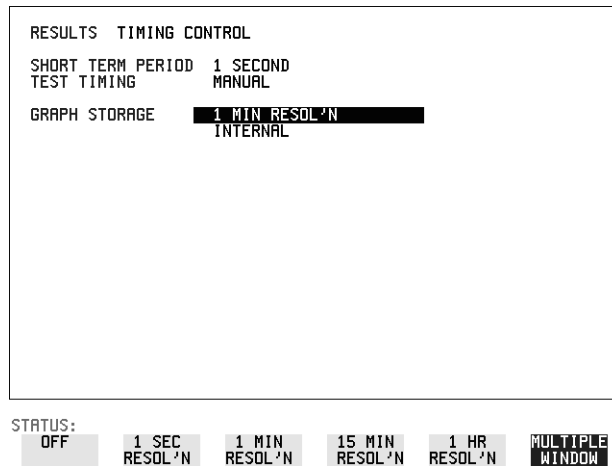 RESULTS TIMING CONTROL
SHORT TERM PERIOD 1 SECOND
TEST TIMING MANUAL
GRAPH STORAGE 1 MIN RESOL'N
INTERNAL
STATUS:
OFF 1 SEC RESOL'N 1 MIN RESOL'N 15 MIN RESOL'N 1 HR RESOL'N MULTIPLE WINDOW